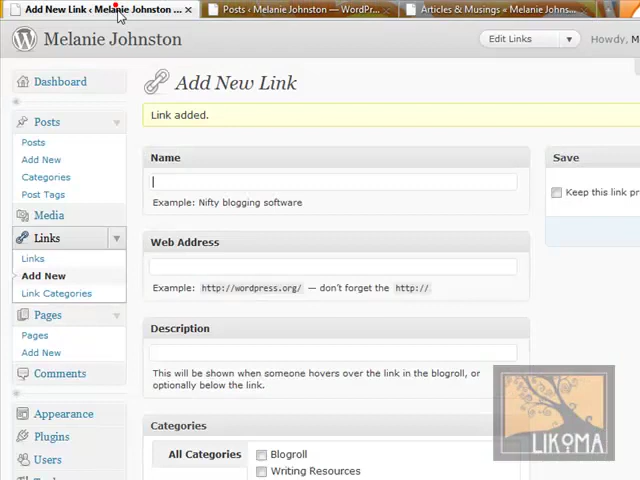 Add New Link ‹ Melanie Johnston ...
Posts ‹ Melanie Johnston — WordPr...
Articles & Musings « Melanie Johns...
Melanie Johnston
Edit Links
Howdy, M
Dashboard
Add New Link
Link added.
Posts
Posts
Add New
Categories
Post Tags
Media
Links
Links
Add New
Link Categories
Pages
Pages
Add New
Comments
Appearance
Plugins
Users
Name
Example: Nifty blogging software
Web Address
Example: http://wordpress.org/ — don't forget the http://
Description
This will be shown when someone hovers over the link in the blogroll, or
optionally below the link.
Categories
All Categories
Blogroll
Writing Resources
Save
Keep this link pr
LIKOMA